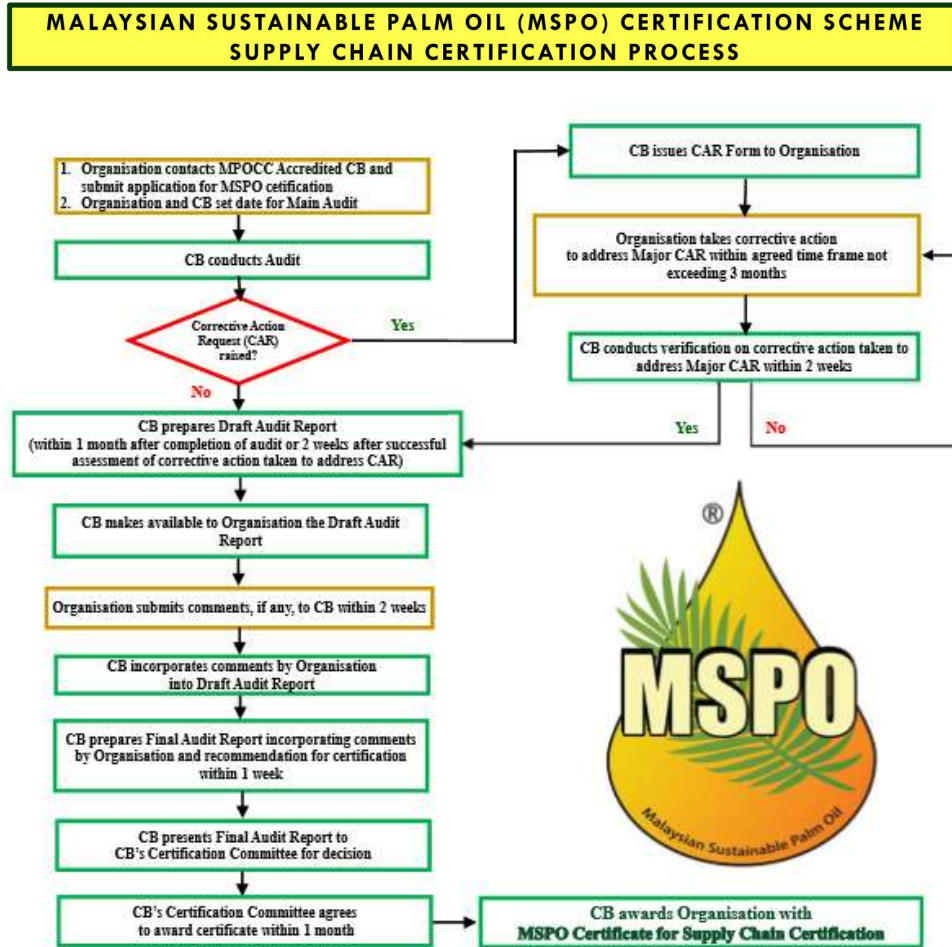 MALAYSIAN SUSTAINABLE PALM OIL (MSPO) CERTIFICATION SCHEME
SUPPLY CHAIN CERTIFICATION PROCESS
1. Organisation contacts MPOCC Accredited CB and
submit application for MSPO cetification
2. Organisation and CB set date for Main Audit
CB conducts Audit
Corrective Action
Request (CAR)
raised?
Yes
No
CB issues CAR Form to Organisation
Organisation takes corrective action
to address Major CAR within agreed time frame not
exceeding 3 months
CB conducts verification on corrective action taken to
address Major CAR within 2 weeks
Yes
No
CB prepares Draft Audit Report
(within 1 month after completion of audit or 2 weeks after successful
assessment of corrective action taken to address CAR)
CB makes available to Organisation the Draft Audit
Report
Organisation submits comments, if any, to CB within 2 weeks
CB incorporates comments by Organisation
into Draft Audit Report
CB prepares Final Audit Report incorporating comments
by Organisation and recommendation for certification
within 1 week
CB presents Final Audit Report to
CB's Certification Committee for decision
CB's Certification Committee agrees
to award certificate within 1 month
CB awards Organisation with
MSPO Certificate for Supply Chain Certification
®
MSPO
Malaysian Sustainable Palm Oil